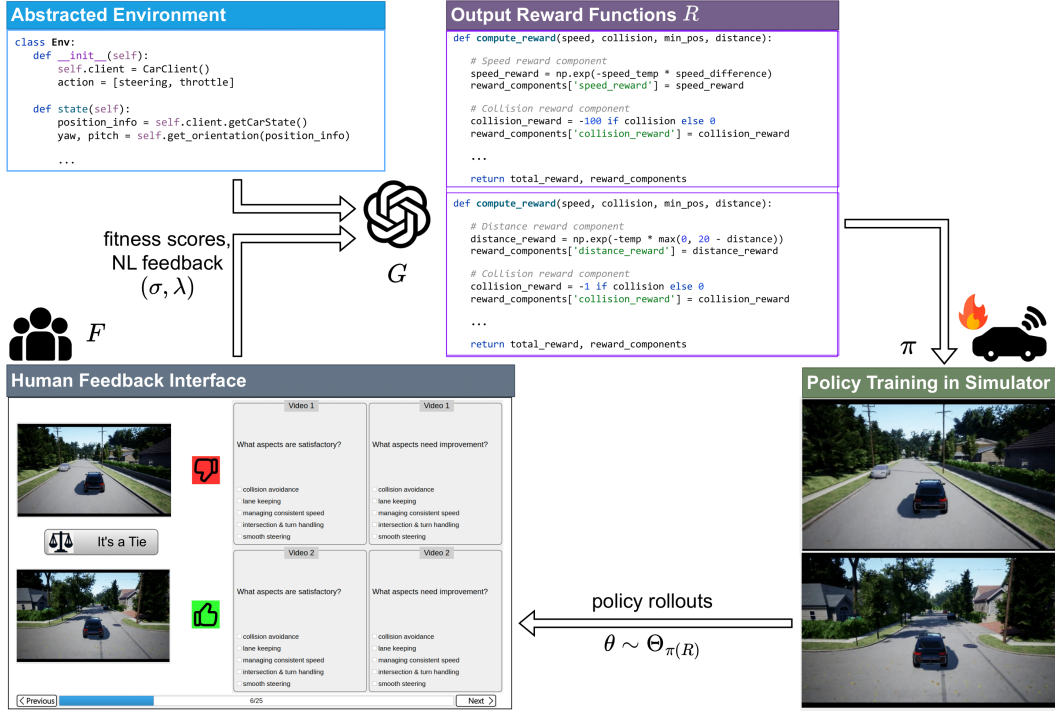 Abstracted Environment
class Env:
def __init__(self):
self.client = CarClient()
action = [steering, throttle]
def state(self):
position_info = self.client.getCarState()
yaw, pitch = self.get_orientation(position_info)
...
Output Reward Functions R
def compute_reward(speed, collision, min_pos, distance):
# Speed reward component
speed_reward = np.exp(-speed_temp * speed_difference)
reward_components['speed_reward'] = speed_reward
# Collision reward component
collision_reward = -100 if collision else 0
reward_components['collision_reward'] = collision_reward
...
return total_reward, reward_components
def compute_reward(speed, collision, min_pos, distance):
# Distance reward component
distance_reward = np.exp(-temp * max(0, 20 - distance))
reward_components['distance_reward'] = distance_reward
# Collision reward component
collision_reward = -1 if collision else 0
reward_components['collision_reward'] = collision_reward
...
return total_reward, reward_components
fitness scores,
NL feedback
(σ, λ)
G
F
π
Human Feedback Interface
Video 1
What aspects are satisfactory?
collision avoidance
lane keeping
managing consistent speed
intersection & turn handling
smooth steering
Video 1
What aspects need improvement?
collision avoidance
lane keeping
managing consistent speed
intersection & turn handling
smooth steering
It's a Tie
Video 2
What aspects are satisfactory?
collision avoidance
lane keeping
managing consistent speed
intersection & turn handling
smooth steering
Video 2
What aspects need improvement?
collision avoidance
lane keeping
managing consistent speed
intersection & turn handling
smooth steering
< Previous
6/25
Next >
policy rollouts
θ ∼ Θπ(R)
Policy Training in Simulator